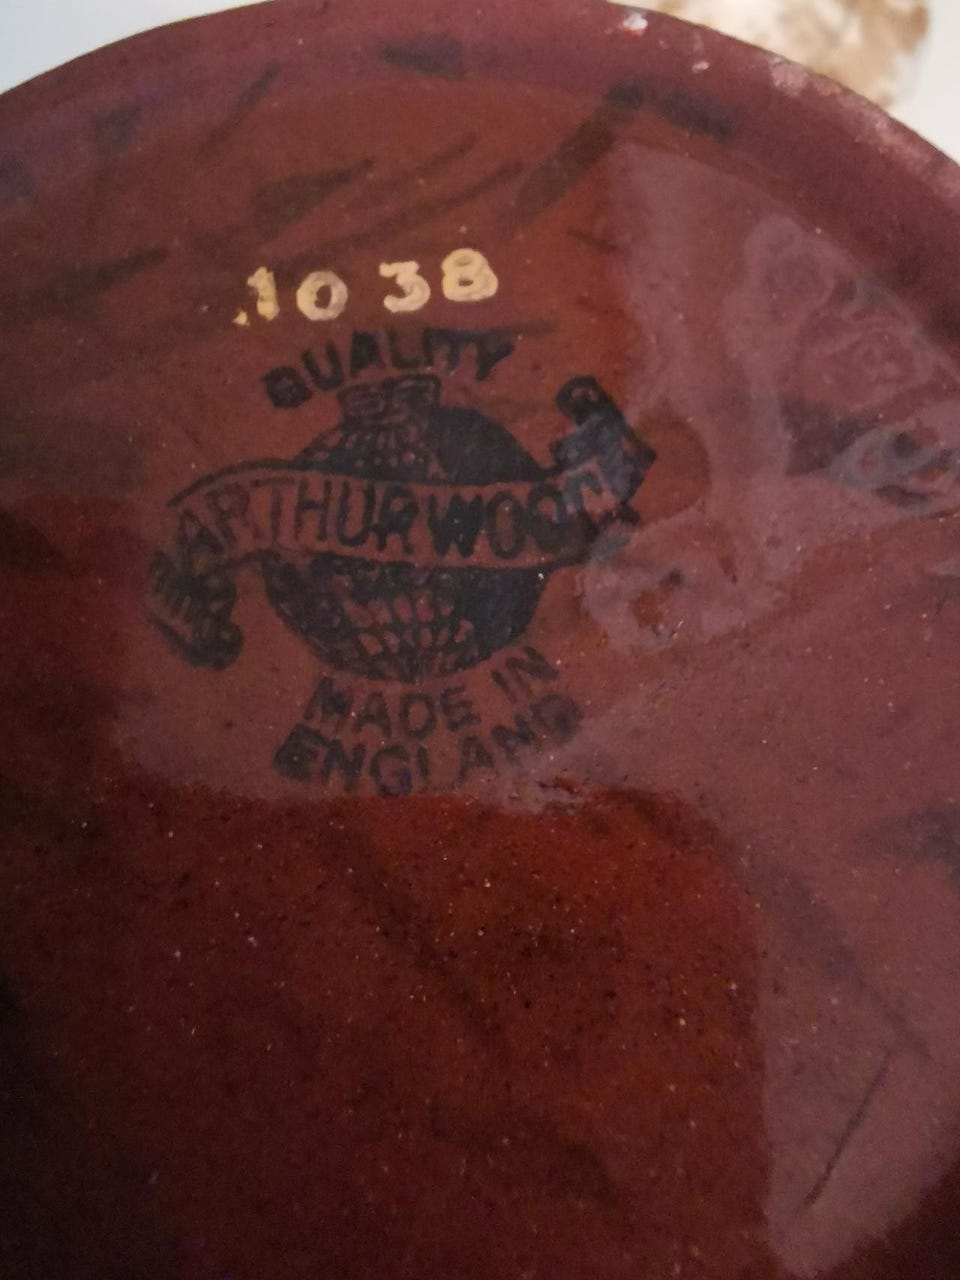 1038
QUALITY
ARTHUR WOOD
MADE IN
ENGLAND